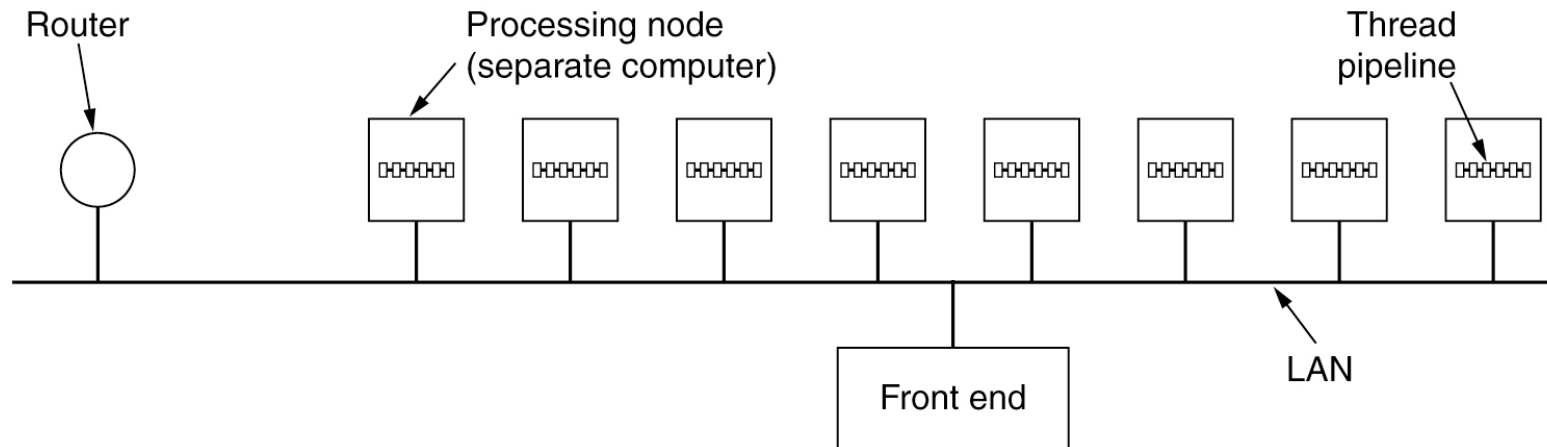 Router
Processing node
(separate computer)
Thread
pipeline
LAN
Front end